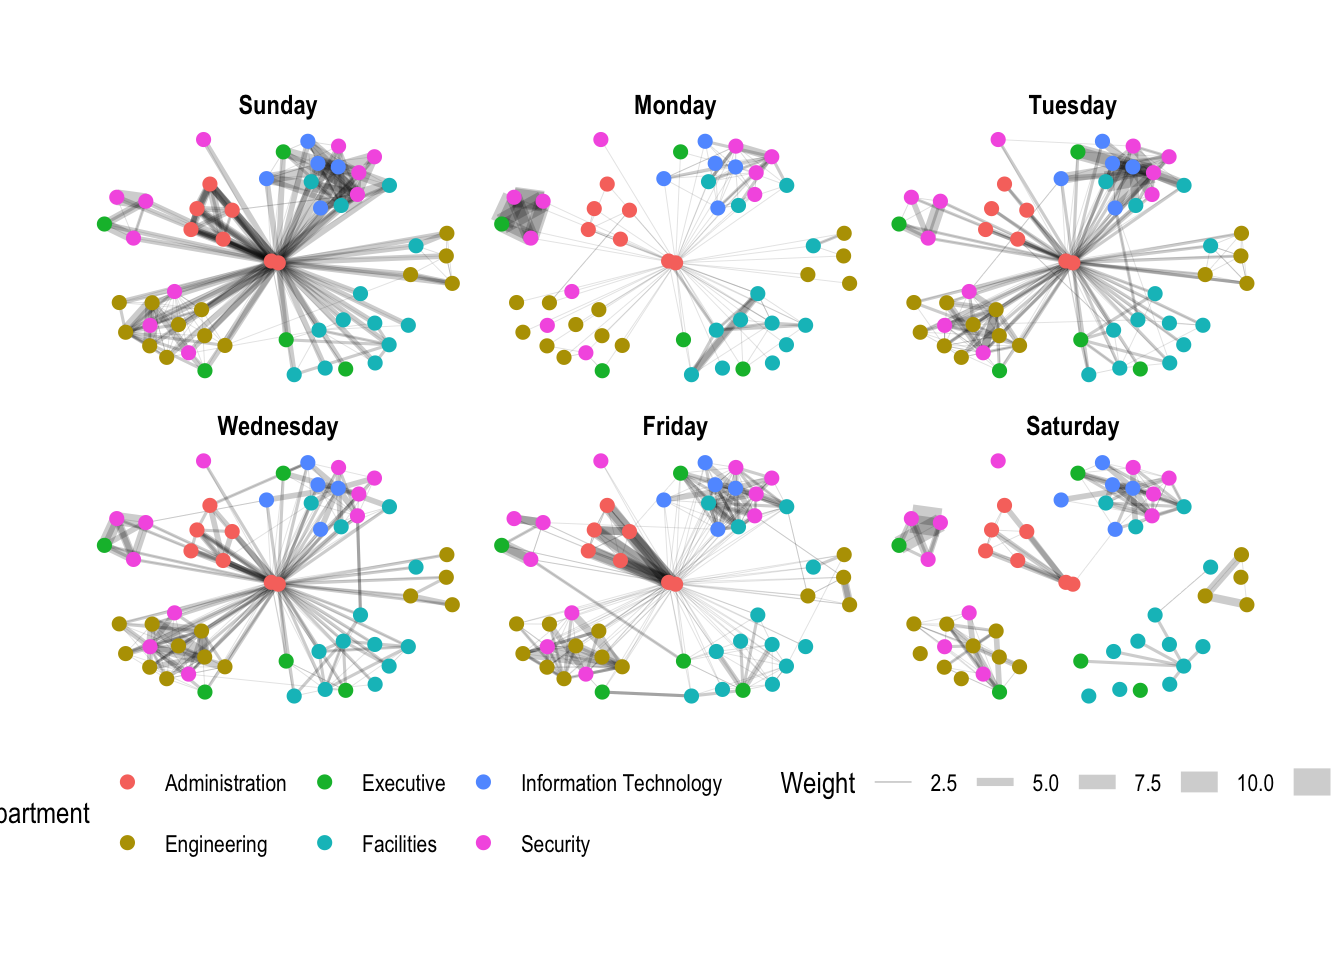 Sunday
Monday
Tuesday
Wednesday
Friday
Saturday
Administration
Executive
Information Technology
Weight
2.5
5.0
7.5
10.0
partment
Engineering
Facilities
Security